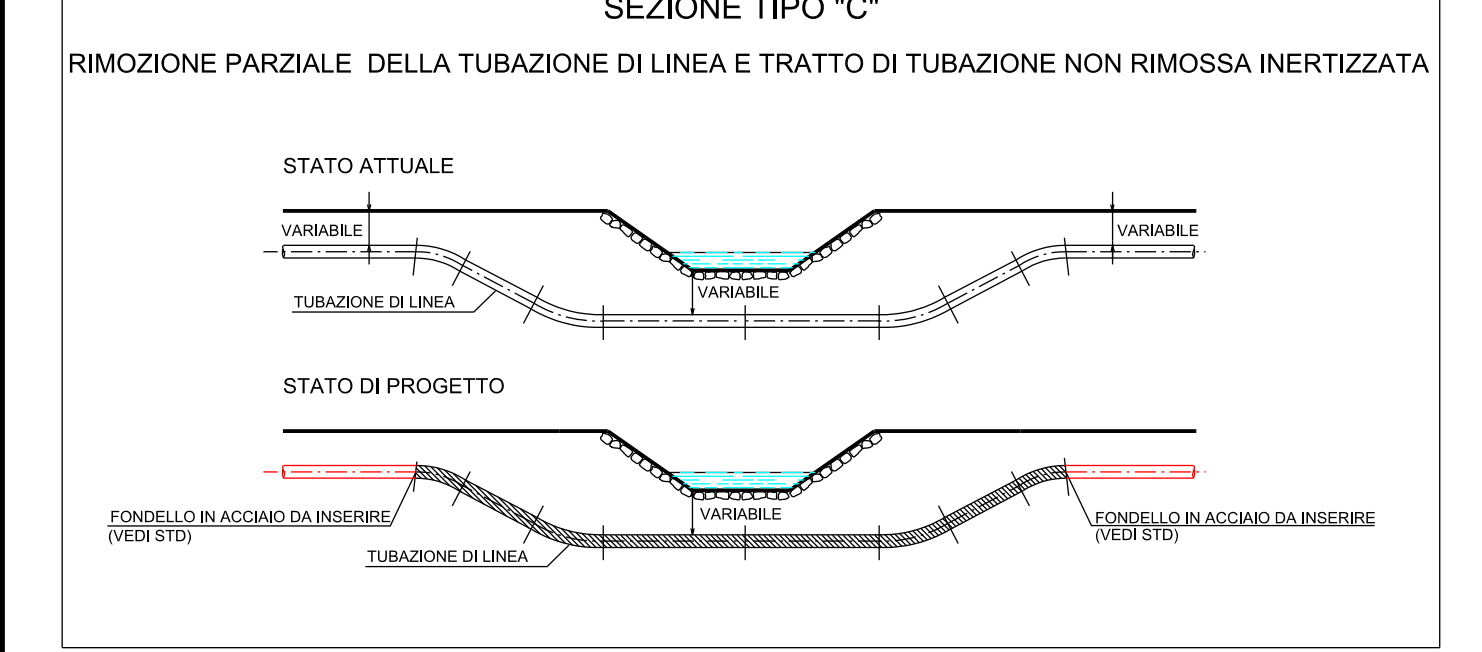 SEZIONE TIPO "C"
RIMOZIONE PARZIALE DELLA TUBAZIONE DI LINEA E TRATTO DI TUBAZIONE NON RIMOSSA INERTIZZATA
STATO ATTUALE
VARIABILE
VARIABILE
VARIABILE
TUBAZIONE DI LINEA
STATO DI PROGETTO
VARIABILE
FONDELLO IN ACCIAIO DA INSERIRE
(VEDI STD)
FONDELLO IN ACCIAIO DA INSERIRE
(VEDI STD)
TUBAZIONE DI LINEA